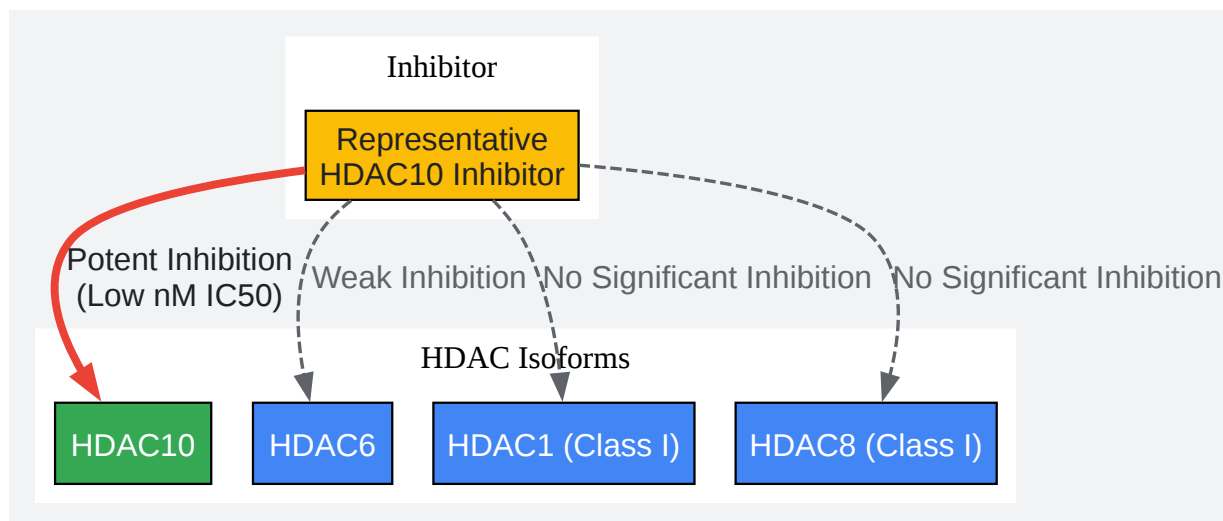 Inhibitor
Representative
HDAC10 Inhibitor
Potent Inhibition
(Low nM IC50)
Weak Inhibition
No Significant Inhibition
No Significant Inhibition
HDAC Isoforms
HDAC10
HDAC6
HDAC1 (Class I)
HDAC8 (Class I)